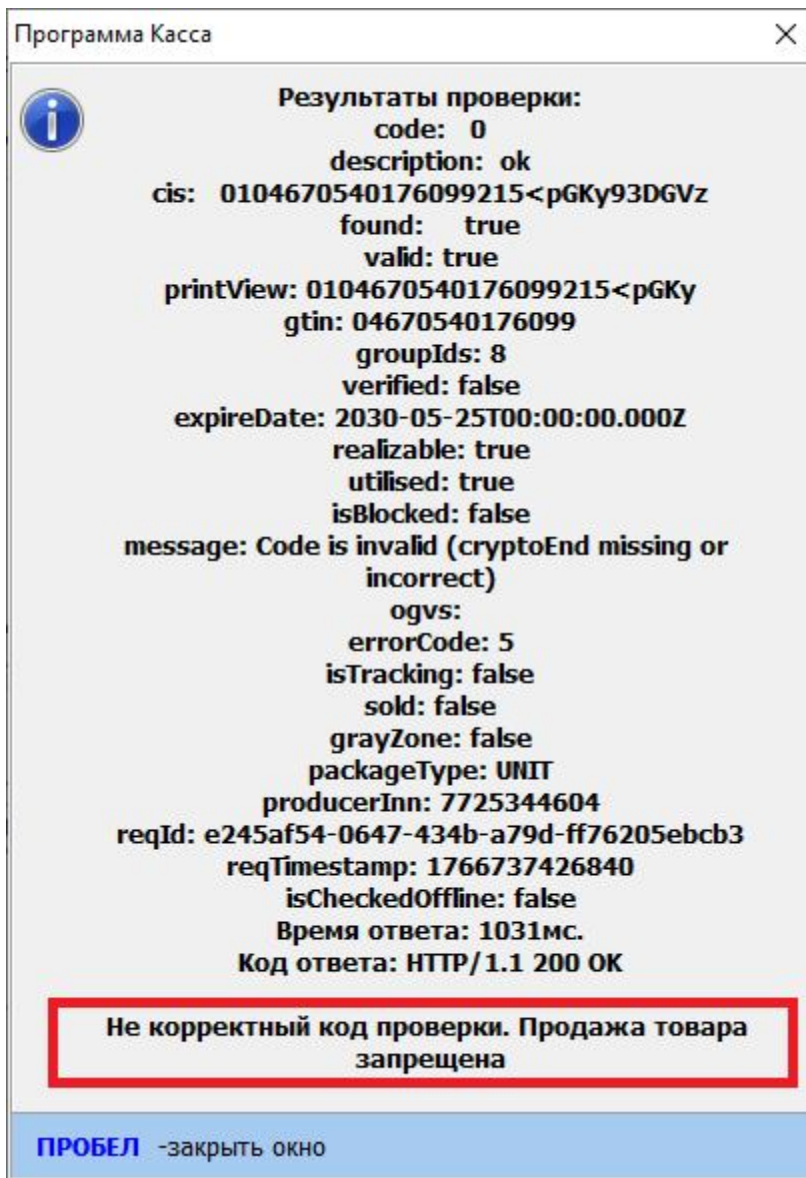 Программа Касса
Результаты проверки:
code: 0
description: ok
cis: 0104670540176099215<pGKy93DGVz
found: true
valid: true
printView: 0104670540176099215<pGKy
gtin: 04670540176099
groupIds: 8
verified: false
expireDate: 2030-05-25T00:00:00.000Z
realizable: true
utilised: true
isBlocked: false
message: Code is invalid (cryptoEnd missing or
incorrect)
ogvs:
errorCode: 5
isTracking: false
sold: false
grayZone: false
packageType: UNIT
producerInn: 7725344604
reqId: e245af54-0647-434b-a79d-ff76205ebcb3
reqTimestamp: 1766737426840
isCheckedOffline: false
Время ответа: 1031мс.
Код ответа: HTTP/1.1 200 OK
Не корректный код проверки. Продажа товара
запрещена
ПРОБЕЛ -закрыть окно